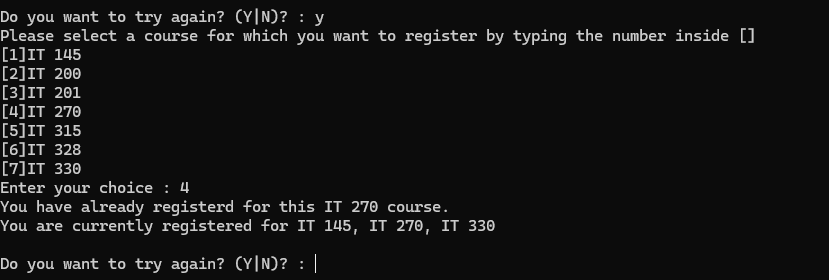 Do you want to try again? (Y|N)? : y
Please select a course for which you want to register by typing the number inside []
[1]IT 145
[2]IT 200
[3]IT 201
[4]IT 270
[5]IT 315
[6]IT 328
[7]IT 330
Enter your choice : 4
You have already registerd for this IT 270 course.
You are currently registered for IT 145, IT 270, IT 330
Do you want to try again? (Y|N)? :